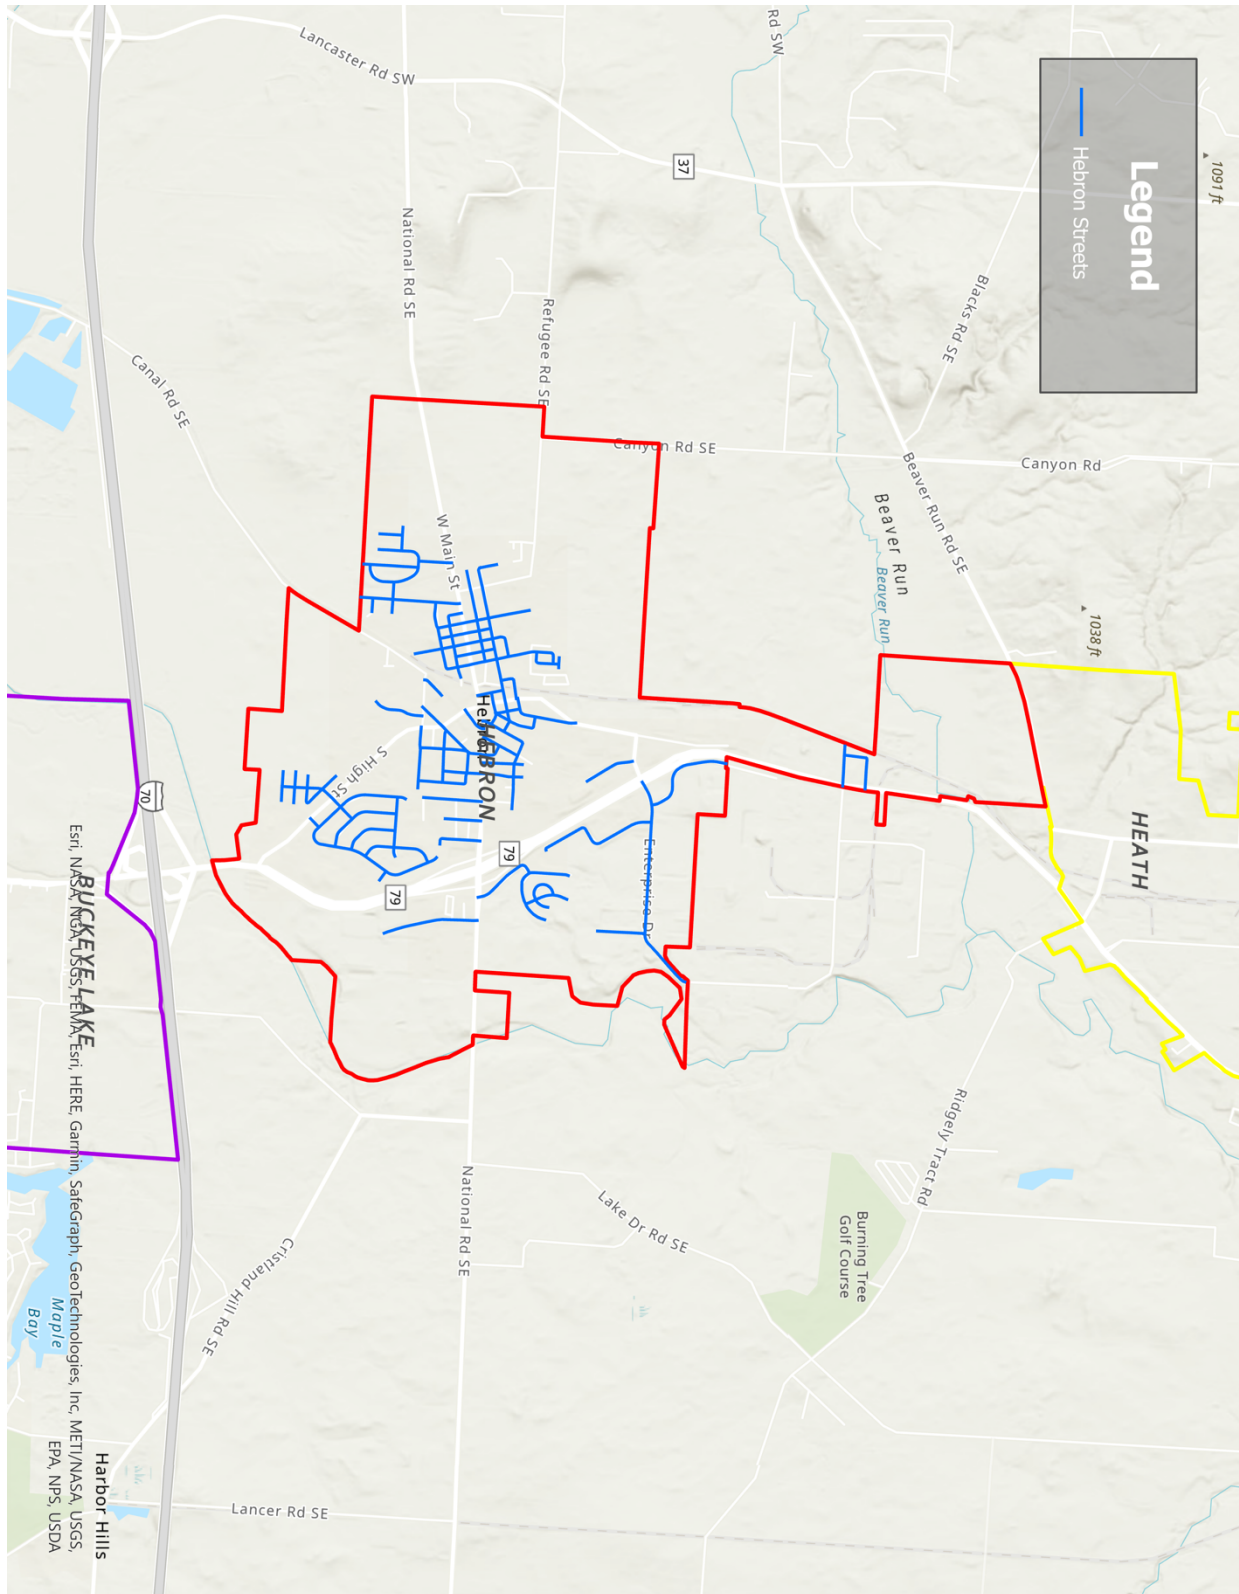 Legend
Hebron Streets
1091 ft
Rd SW
Lancaster Rd SW
37
National Rd SE
Refugee Rd SE
Blacks Rd SE
Canal Rd SE
Canyon Rd SE
Canyon Rd
Beaver Run Rd SE
Beaver Run
Beaver Run
1038 ft
W Main St
Hebron
HEBRON
S High St
70
79
79
Enterprise Dr
HEATH
BUCKEYE LAKE
Ridgely Tract Rd
National Rd SE
Lake Dr Rd SE
Burning Tree
Golf Course
Cristland Hill Rd SE
Maple
Bay
Harbor Hills
Lancer Rd SE
Esri, NASA, NGA, USGS, FEMA, Esri, HERE, Garmin, SafeGraph, GeoTechnologies, Inc, METI/NASA, USGS,
EPA, NPS, USDA